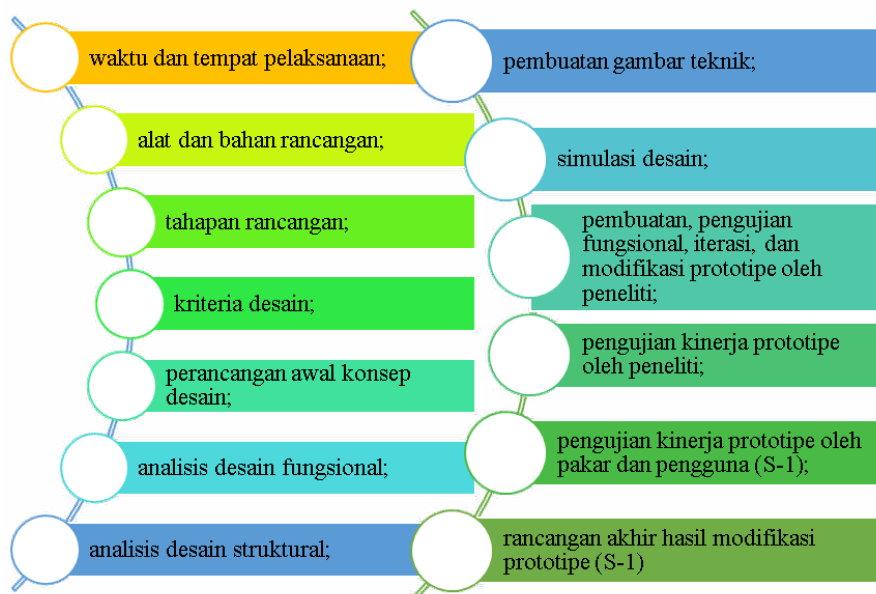 waktu dan tempat pelaksanaan;
alat dan bahan rancangan;
tahapan rancangan;
kriteria desain;
perancangan awal konsep
desain;
analisis desain fungsional;
analisis desain struktural;
pembuatan gambar teknik;
simulasi desain;
pembuatan, pengujian
fungsional, iterasi, dan
modifikasi prototipe oleh
peneliti;
pengujian kinerja prototipe
oleh peneliti;
pengujian kinerja prototipe oleh
pakar dan pengguna (S-1);
rancangan akhir hasil modifikasi
prototipe (S-1)